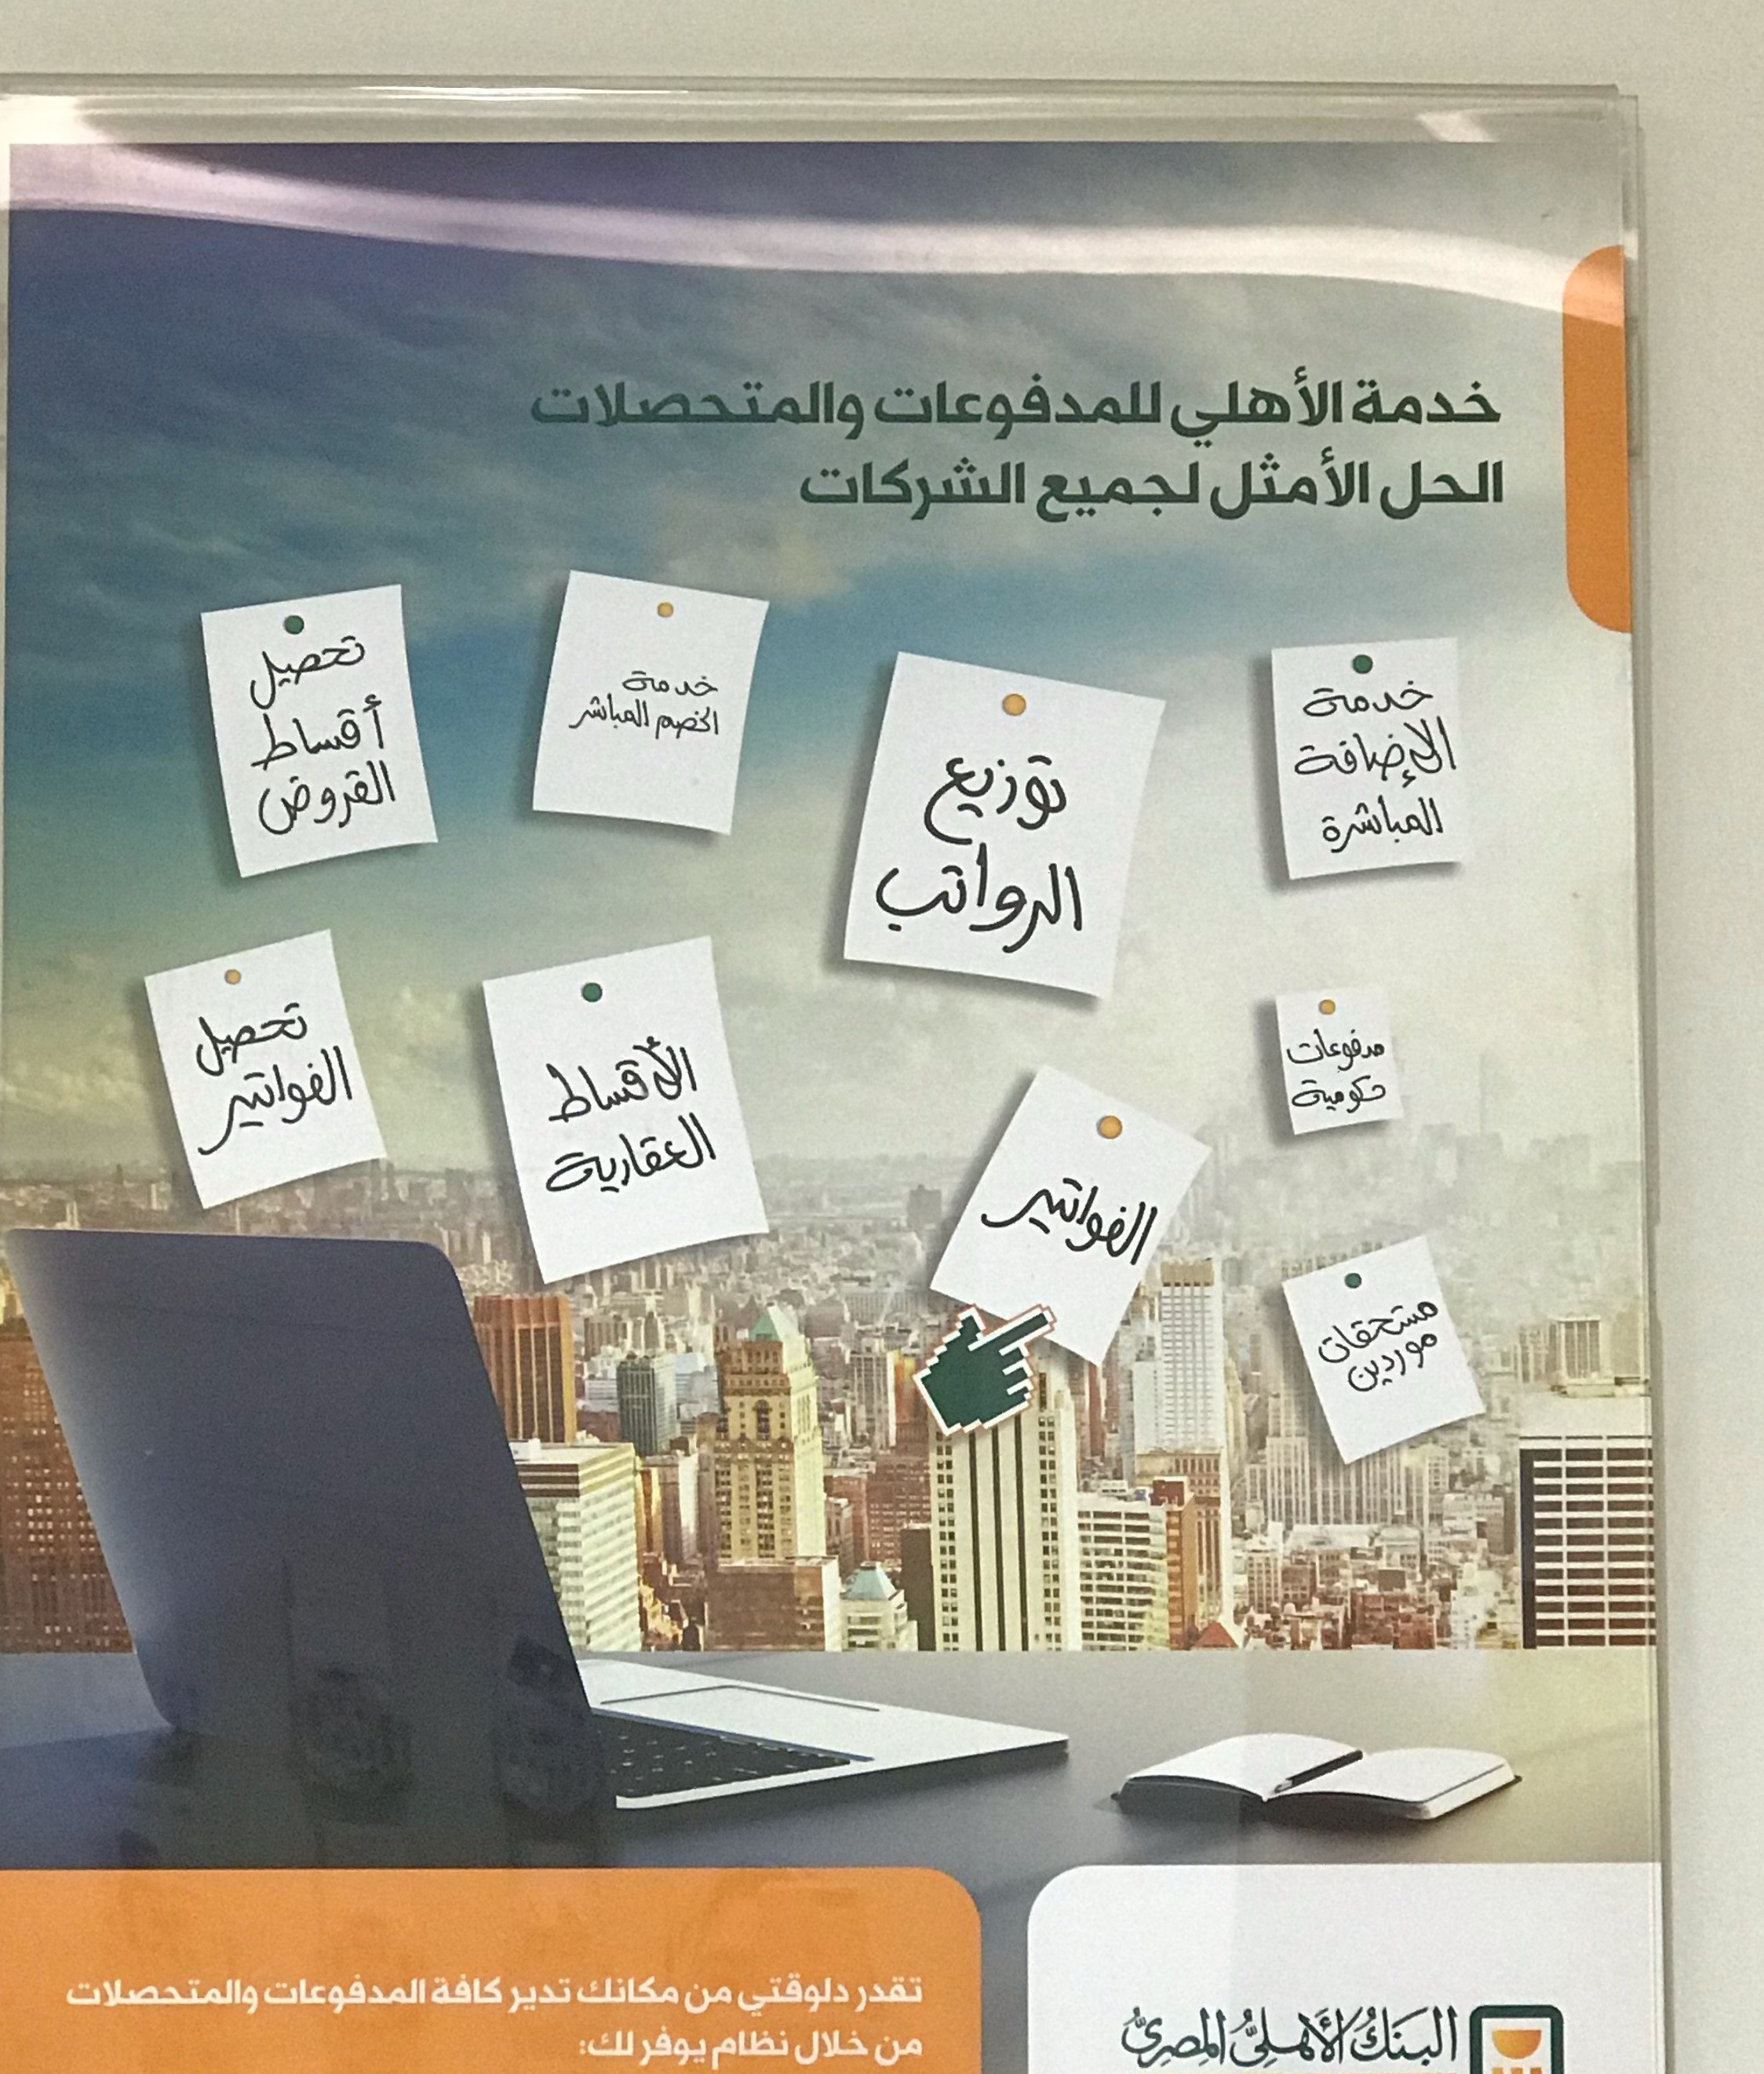 خدمة الأهلي للمدفوعات والمتحصلات
الحل الأمثل لجميع الشركات
خدمة
الإضافة
المباشرة
توزيع
الرواتب
خدمة
الخصم المباشر
تحصيل
أقساط
القروض
مدفوعات
حكومية
الفواتير
الأقساط
العقارية
تحصيل
الفواتير
مستحقات
موردين
البنك الأهلي المصري
تقدر دلوقتي من مكانك تدير كافة المدفوعات والمتحصلات
من خلال نظام يوفر لك: